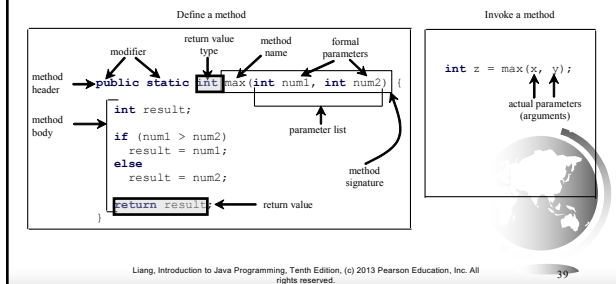 Define a method
Invoke a method
modifier
return value
type
method
name
formal
parameters
method
header
public static int max(int num1, int num2) {
int result;
method
body
parameter list
if (num1 > num2)
result = num1;
else
result = num2;
method
signature
return result;
return value
}
int z = max(x, y);
actual parameters
(arguments)
Liang, Introduction to Java Programming, Tenth Edition, (c) 2013 Pearson Education, Inc. All
rights reserved.
39